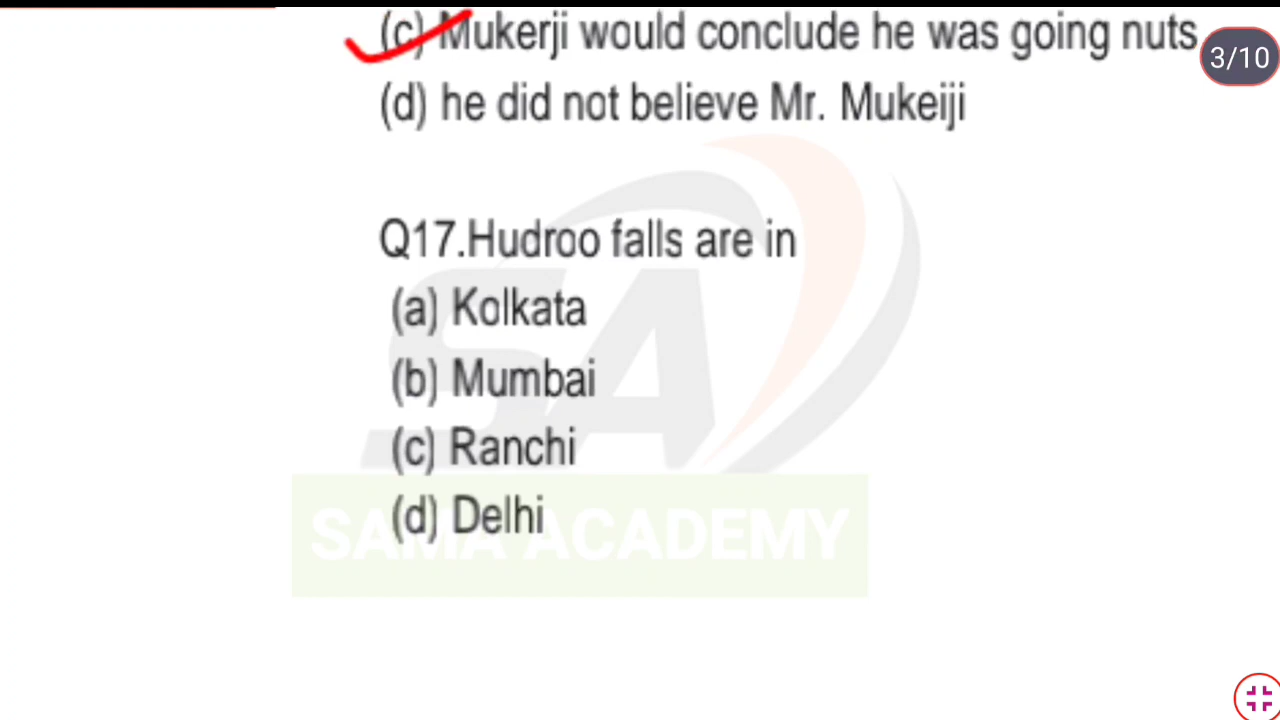 (c) Mukerji would conclude he was going nuts
3/10
(d) he did not believe Mr. Mukeiji
Q17.Hudroo falls are in
(a) Kolkata
(b) Mumbai
(c) Ranchi
(d) Delhi
SA
SAMA ACADEMY